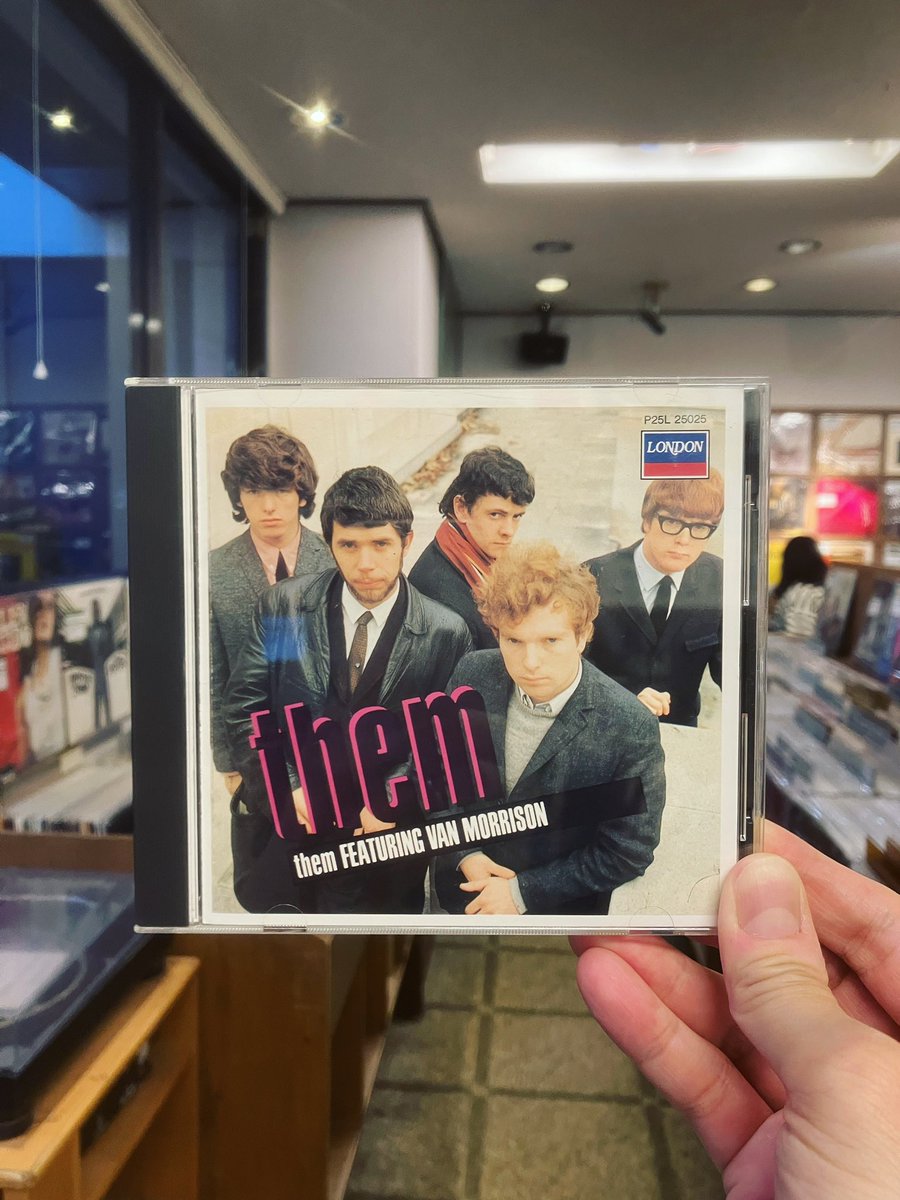 P25L 25025
LONDON
them
them FEATURING VAN MORRISON